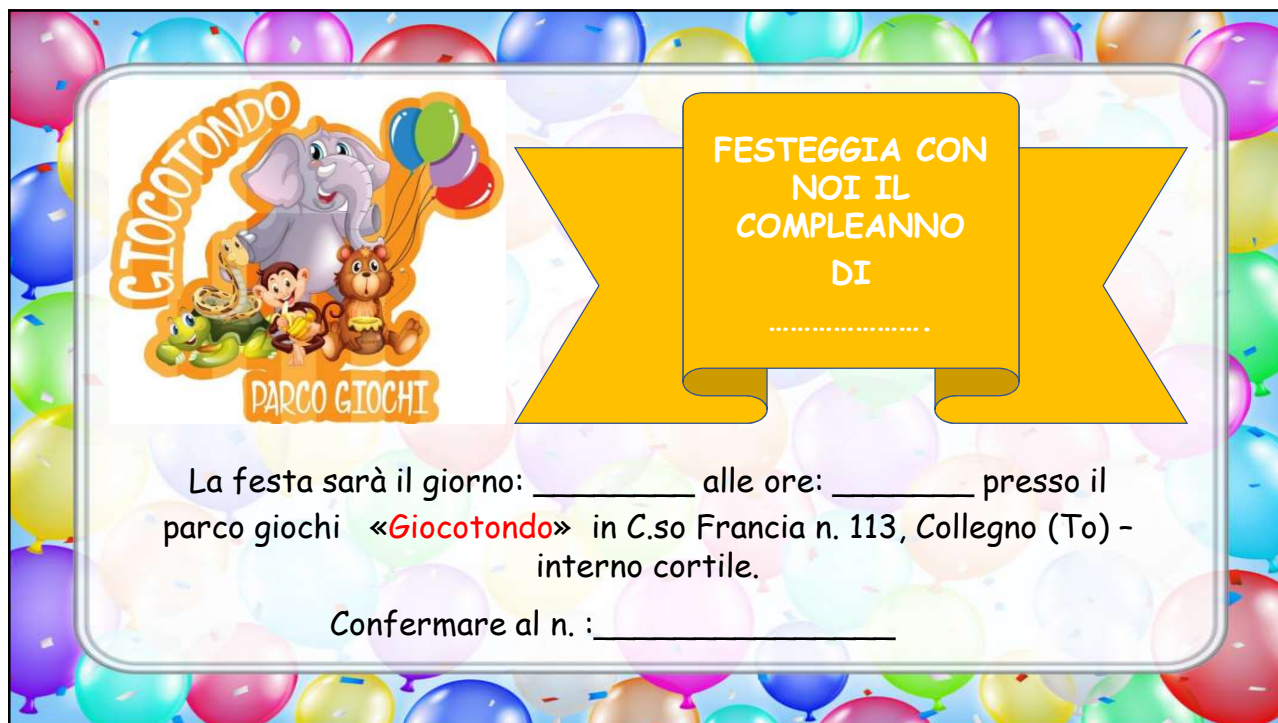 GIOCOTONDO
PARCO GIOCHI
FESTEGGIA CON
NOI IL
COMPLEANNO
DI
………………….
La festa sarà il giorno: ________ alle ore: _______ presso il
parco giochi «Giocotondo» in C.so Francia n. 113, Collegno (To) –
interno cortile.
Confermare al n. :_______________